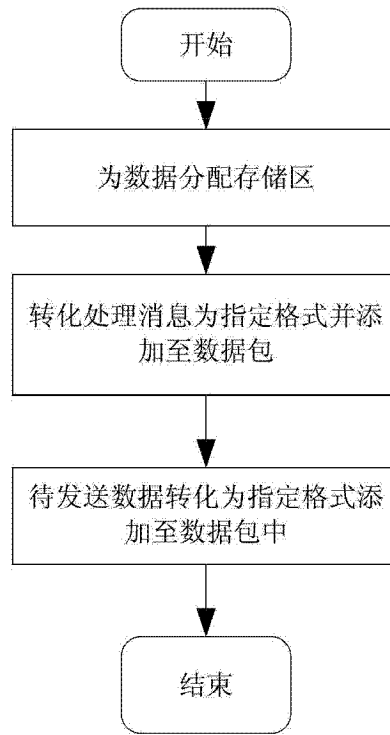 开始
为数据分配存储区
转化处理消息为指定格式并添
加至数据包
待发送数据转化为指定格式添
加至数据包中
结束